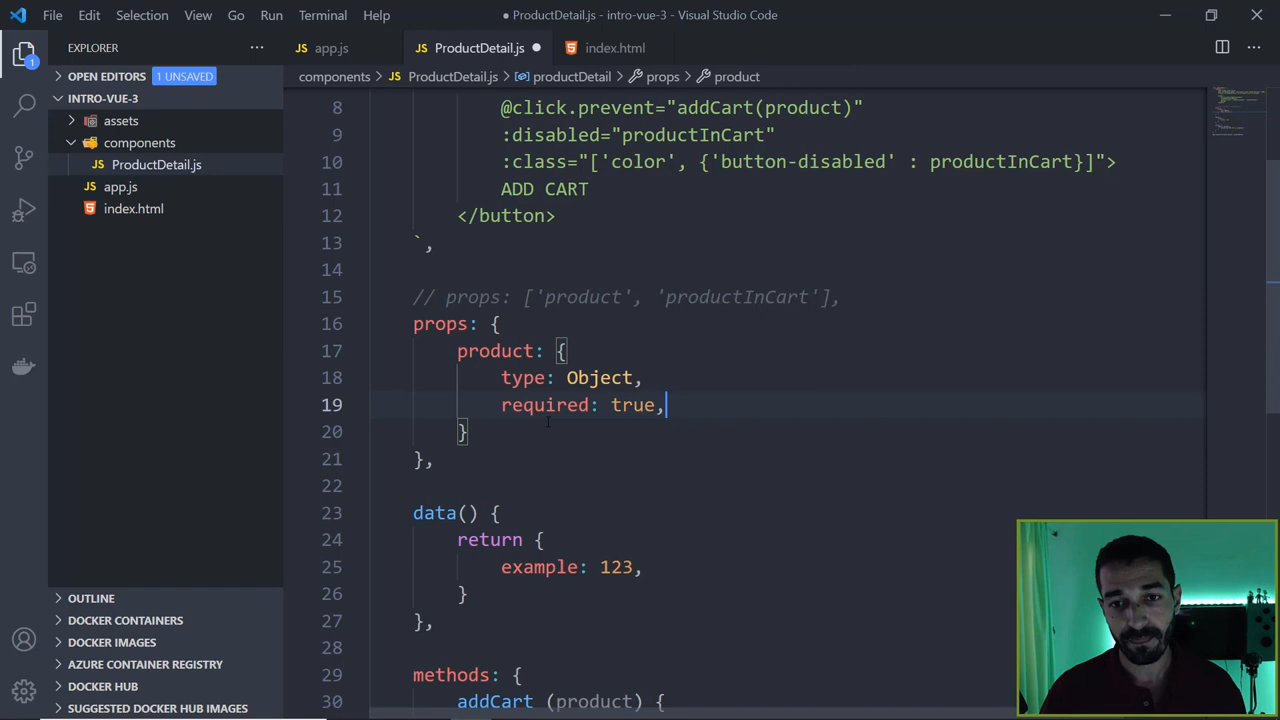 File Edit Selection View Go Run Terminal Help
● ProductDetail.js - intro-vue-3 - Visual Studio Code
EXPLORER ···
JS app.js
JS ProductDetail.js ●
index.html
components > JS ProductDetail.js > productDetail > props > product
1
OPEN EDITORS 1 UNSAVED
INTRO-VUE-3
assets
components
JS ProductDetail.js
JS app.js
index.html
OUTLINE
DOCKER CONTAINERS
DOCKER IMAGES
AZURE CONTAINER REGISTRY
DOCKER HUB
SUGGESTED DOCKER HUB IMAGES
8 @click.prevent="addCart(product)"
9 :disabled="productInCart"
10 :class="['color', {'button-disabled' : productInCart}]">
11 ADD CART
12 </button>
13 `,
14
15 // props: ['product', 'productInCart'],
16 props: {
17 product: {
18 type: Object,
19 required: true,
20 }
21 },
22
23 data() {
24 return {
25 example: 123,
26 }
27 },
28
29 methods: {
30 addCart (product) {